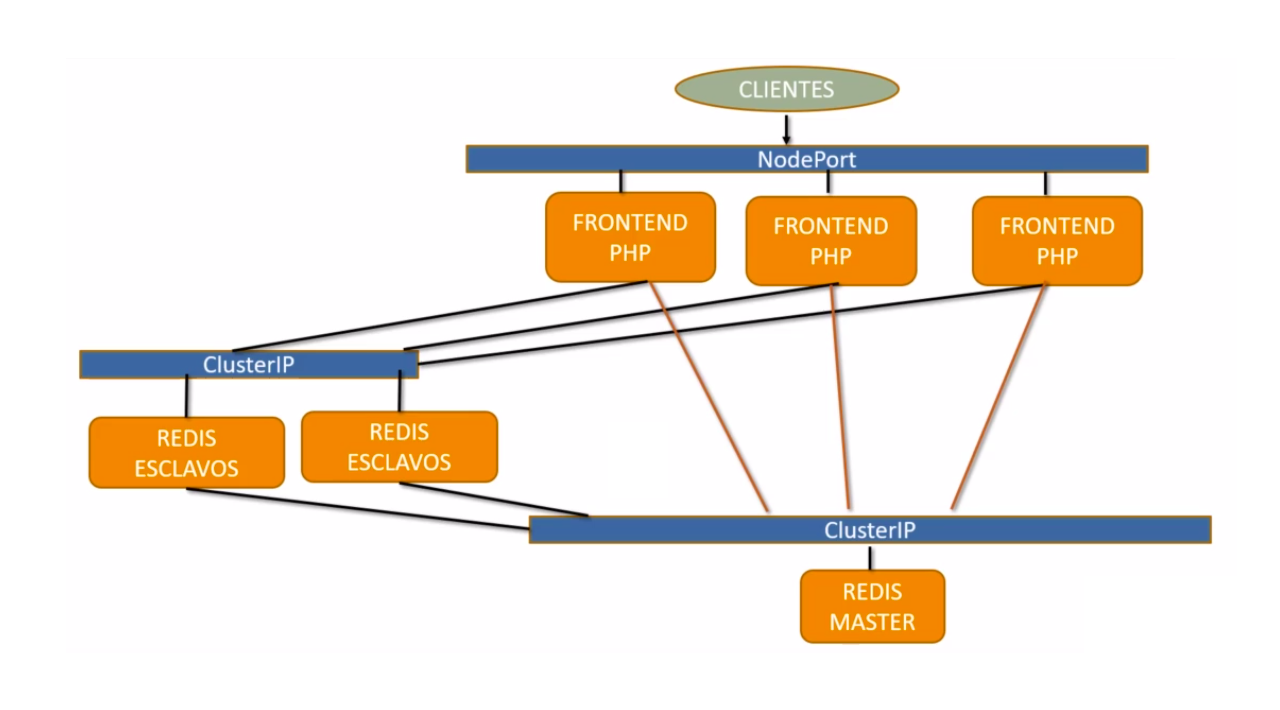 CLIENTES
NodePort
FRONTEND
PHP
FRONTEND
PHP
FRONTEND
PHP
ClusterIP
REDIS
ESCLAVOS
REDIS
ESCLAVOS
ClusterIP
REDIS
MASTER